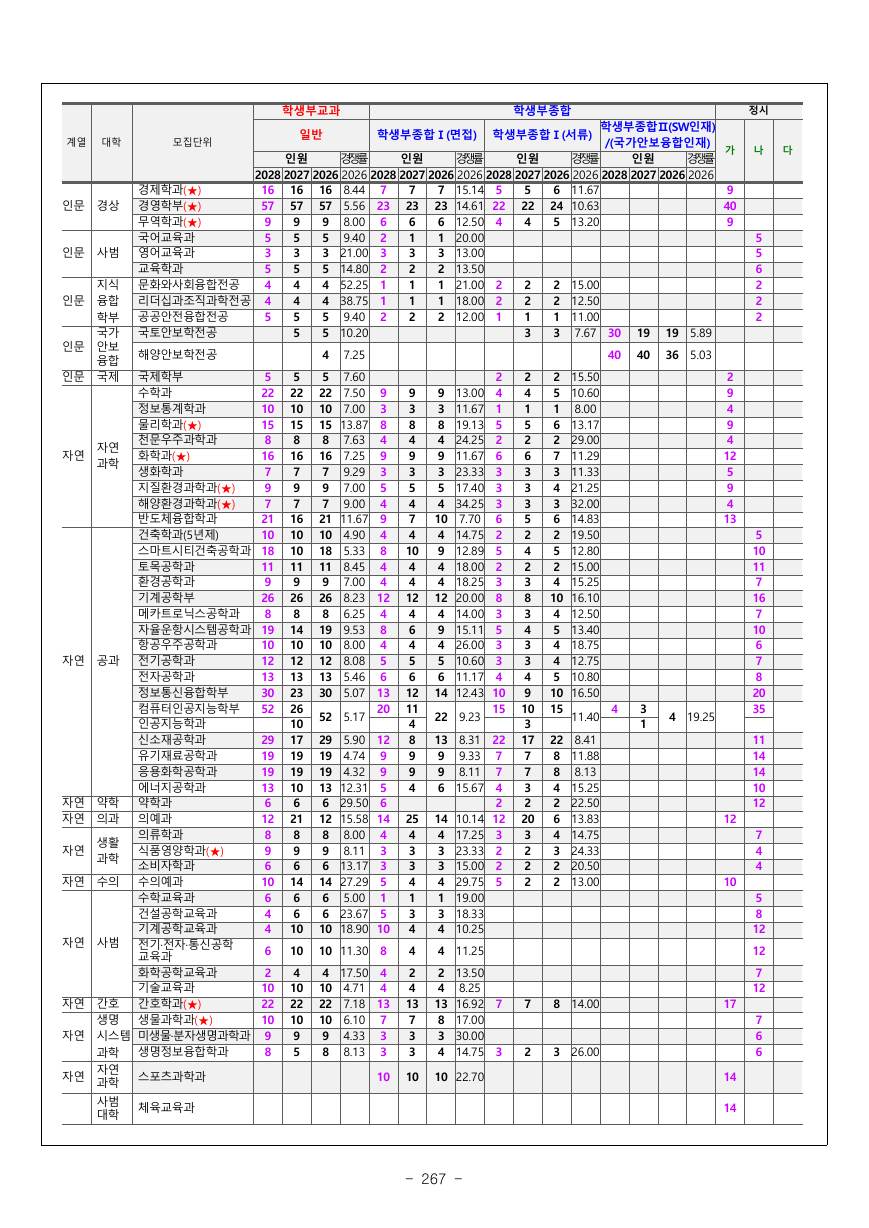 계열 대학 모집단위 학생부교과 학생부종합 정시
일반 학생부종합Ⅰ(면접) 학생부종합Ⅰ(서류) 학생부종합Ⅱ(SW인재)/(국가안보융합인재) 가 나 다
인원 경쟁률 인원 경쟁률 인원 경쟁률 인원 경쟁률
2028 2027 2026 2026 2028 2027 2026 2026 2028 2027 2026 2026 2028 2027 2026 2026
인문 경상 경제학과(★) 16 16 16 8.44 7 7 7 15.14 5 5 6 11.67 9
경영학부(★) 57 57 57 5.56 23 23 23 14.61 22 22 24 10.63 40
무역학과(★) 9 9 9 8.00 6 6 6 12.50 4 4 5 13.20 9
인문 사범 국어교육과 5 5 5 9.40 2 1 1 20.00 5
영어교육과 3 3 3 21.00 3 3 3 13.00 5
교육학과 5 5 5 14.80 2 2 2 13.50 6
인문 지식융합학부 문화와사회융합전공 4 4 4 52.25 1 1 1 21.00 2 2 2 15.00 2
리더십과조직과학전공 4 4 4 38.75 1 1 1 18.00 2 2 2 12.50 2
공공안전융합전공 5 5 5 9.40 2 2 2 12.00 1 1 1 11.00 2
인문 국가안보융합 국토안보학전공 5 5 10.20 3 3 7.67 30 19 19 5.89
해양안보학전공 4 7.25 40 40 36 5.03
인문 국제 국제학부 5 5 5 7.60 2 2 2 15.50 2
자연 자연과학 수학과 22 22 22 7.50 9 9 9 13.00 4 4 5 10.60 9
정보통계학과 10 10 10 7.00 3 3 3 11.67 1 1 1 8.00 4
물리학과(★) 15 15 15 13.87 8 8 8 19.13 5 5 6 13.17 9
천문우주과학과 8 8 8 7.63 4 4 4 24.25 2 2 2 29.00 4
화학과(★) 16 16 16 7.25 9 9 9 11.67 6 6 7 11.29 12
생화학과 7 7 7 9.29 3 3 3 23.33 3 3 3 11.33 5
지질환경과학과(★) 9 9 9 7.00 5 5 5 17.40 3 3 4 21.25 9
해양환경과학과(★) 7 7 7 9.00 4 4 4 34.25 3 3 3 32.00 4
반도체융합학과 21 16 21 11.67 9 7 10 7.70 6 5 6 14.83 13
자연 공과 건축학과(5년제) 10 10 10 4.90 4 4 4 14.75 2 2 2 19.50 5
스마트시티건축공학과 18 10 18 5.33 8 10 9 12.89 5 4 5 12.80 10
토목공학과 11 11 11 8.45 4 4 4 18.00 2 2 2 15.00 11
환경공학과 9 9 9 7.00 4 4 4 18.25 3 3 4 15.25 7
기계공학부 26 26 26 8.23 12 12 12 20.00 8 8 10 16.10 16
메카트로닉스공학과 8 8 8 6.25 4 4 4 14.00 3 3 4 12.50 7
자율운항시스템공학과 19 14 19 9.53 8 6 9 15.11 5 4 5 13.40 10
항공우주공학과 10 10 10 8.00 4 4 4 26.00 3 3 4 18.75 6
전기공학과 12 12 12 8.08 5 5 5 10.60 3 3 4 12.75 7
전자공학과 13 13 13 5.46 6 6 6 11.17 4 4 5 10.80 8
정보통신융합학부 30 23 30 5.07 13 12 14 12.43 10 9 10 16.50 20
컴퓨터인공지능학부 52 26 52 5.17 20 11 22 9.23 15 10 15 11.40 4 3 4 19.25 35
인공지능학과 10 4 3 1
신소재공학과 29 17 29 5.90 12 8 13 8.31 22 17 22 8.41 11
유기재료공학과 19 19 19 4.74 9 9 9 9.33 7 7 8 11.88 14
응용화학공학과 19 19 19 4.32 9 9 9 8.11 7 7 8 8.13 14
에너지공학과 13 10 13 12.31 5 4 6 15.67 4 3 4 15.25 10
자연 약학 약학과 6 6 6 29.50 6 2 2 2 22.50 12
자연 의과 의예과 12 21 12 15.58 14 25 14 10.14 12 20 6 13.83 12
자연 생활과학 의류학과 8 8 8 8.00 4 4 4 17.25 3 3 4 14.75 7
식품영양학과(★) 9 9 9 8.11 3 3 3 23.33 2 2 3 24.33 4
소비자학과 6 6 6 13.17 3 3 3 15.00 2 2 2 20.50 4
자연 수의 수의예과 10 14 14 27.29 5 4 4 29.75 5 2 2 13.00 10
자연 사범 수학교육과 6 6 6 5.00 1 1 1 19.00 5
건설공학교육과 4 6 6 23.67 5 3 3 18.33 8
기계공학교육과 4 10 10 18.90 10 4 4 10.25 12
전기·전자·통신공학교육과 6 10 10 11.30 8 4 4 11.25 12
화학공학교육과 2 4 4 17.50 4 2 2 13.50 7
기술교육과 10 10 10 4.71 4 4 4 8.25 12
자연 간호 간호학과(★) 22 22 22 7.18 13 13 13 16.92 7 7 8 14.00 17
자연 생명시스템과학 생물과학과(★) 10 10 10 6.10 7 7 8 17.00 7
미생물·분자생명과학과 9 9 9 4.33 3 3 3 30.00 6
생명정보융합학과 8 5 8 8.13 3 3 4 14.75 3 2 3 26.00 6
자연 자연과학 스포츠과학과 10 10 10 22.70 14
사범대학 체육교육과 14
- 267 -